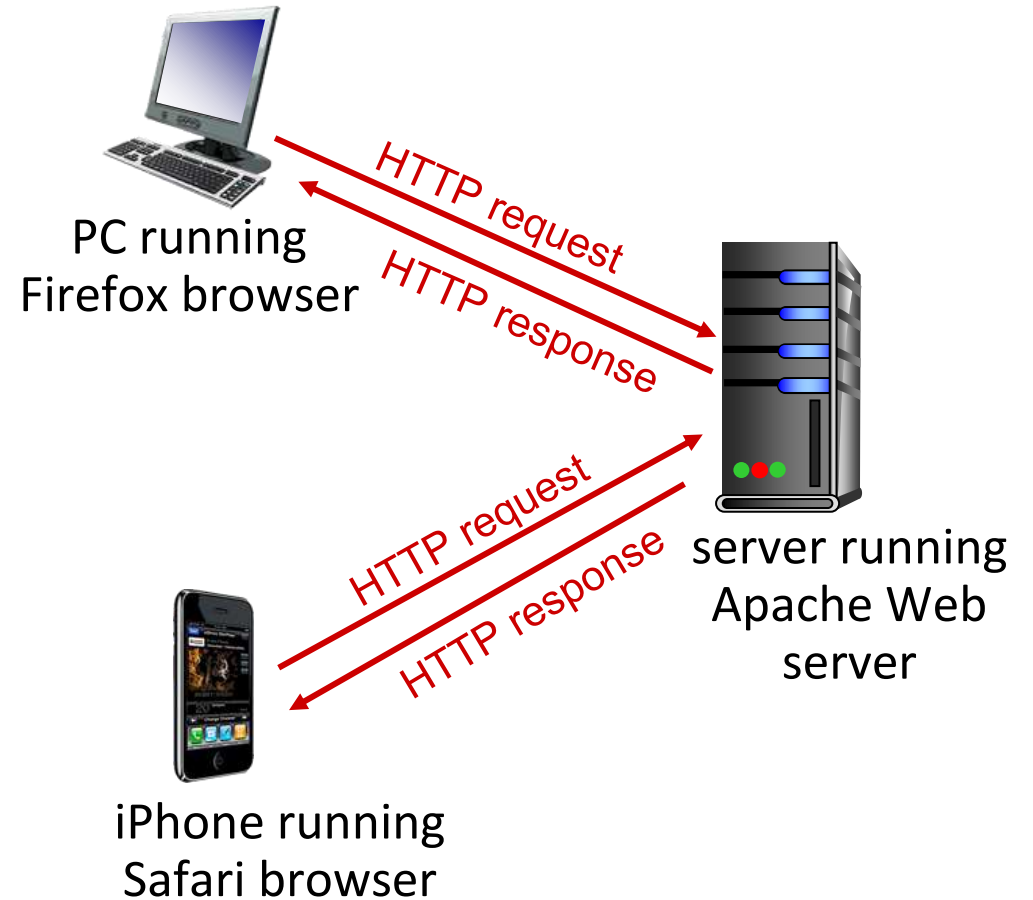 HTTP request
HTTP response
PC running
Firefox browser
HTTP request
HTTP response
server running
Apache Web
server
iPhone running
Safari browser